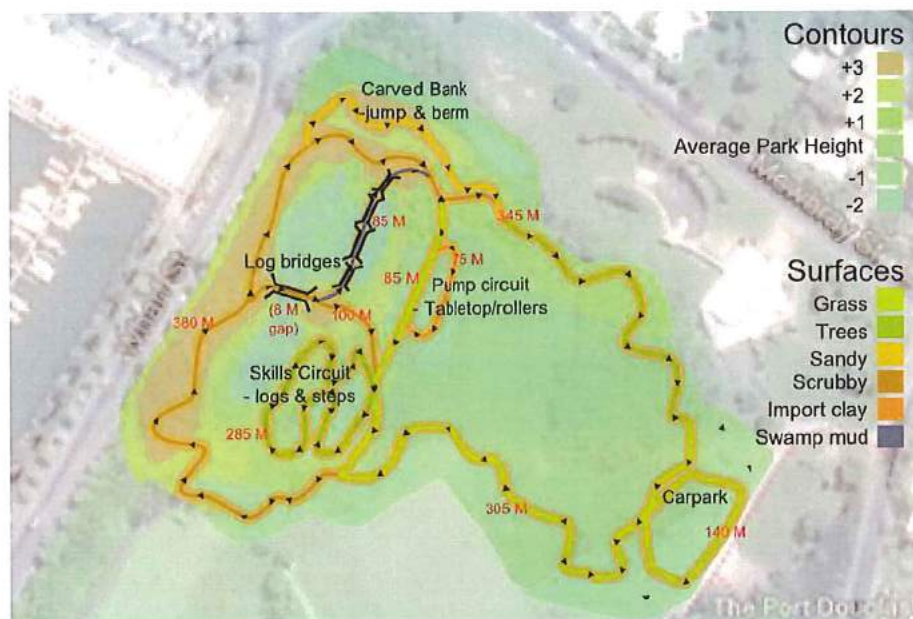 Contours
+3
+2
+1
Average Park Height
-1
-2
Carved Bank
-jump & berm
345 M
85 M
Log bridges
75 M
85 M
Pump circuit
- Tabletop/rollers
(8 M
gap)
100 M
380 M
Skills Circuit
- logs & steps
285 M
305 M
Carpark
140 M
Surfaces
Grass
Trees
Sandy
Scrubby
Import clay
Swamp mud
The Port Douglas